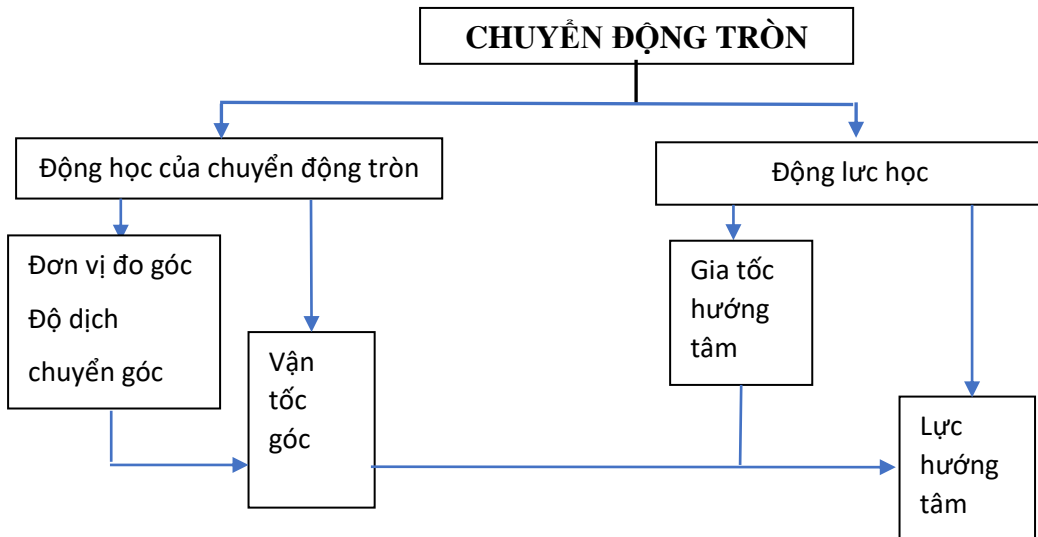 CHUYỂN ĐỘNG TRÒN
Động học của chuyển động tròn
Động lưc học
Đơn vị đo góc
Độ dịch
chuyển góc
Vận
tốc
góc
Gia tốc
hướng
tâm
Lực
hướng
tâm